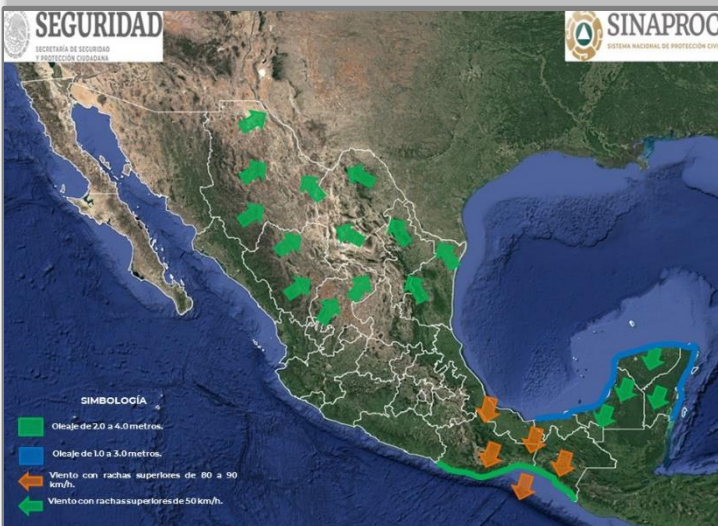 SEGURIDAD
SECRETARÍA DE SEGURIDAD
Y PROTECCIÓN CIUDADANA
SINAPROC
SISTEMA NACIONAL DE PROTECCIÓN CIVI
SIMBOLOGÍA
Oleaje de 2.0 a 4.0 metros.
Oleaje de 1.0 a 3.0 metros.
Viento con rachas superiores de 80 a 90
km/h.
Viento con rachas superiores de 50 km/h.